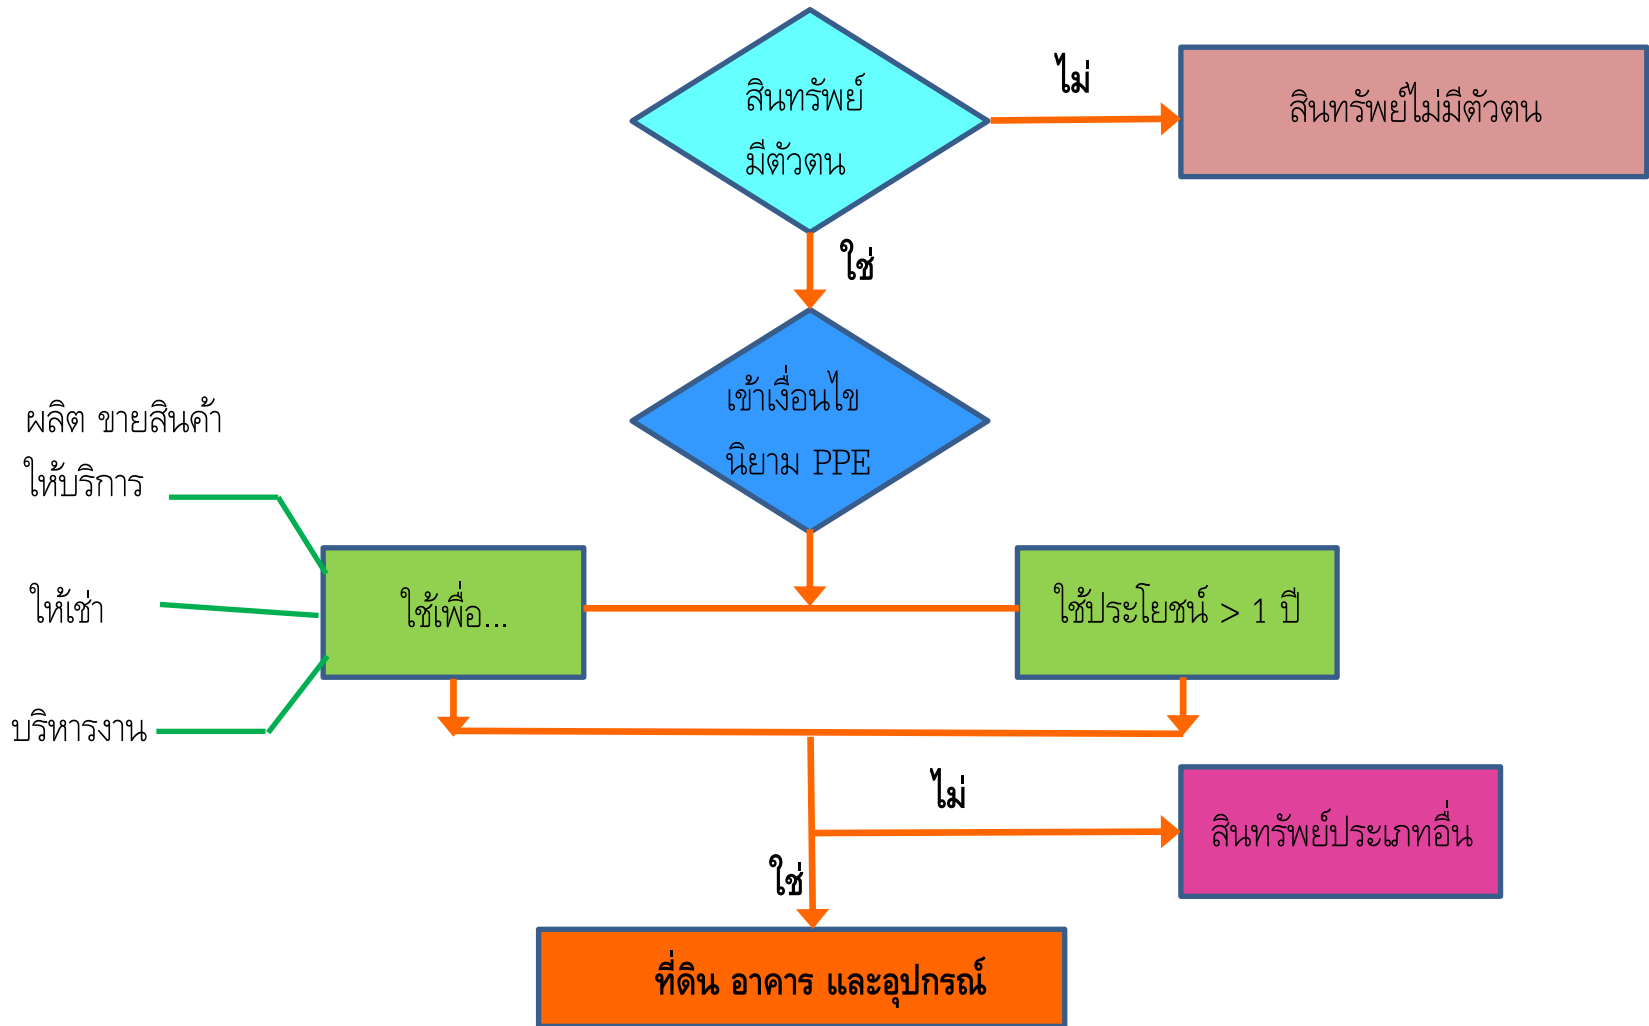 สินทรัพย์
มีตัวตน
ไม่
สินทรัพย์ไม่มีตัวตน
ใช่
เข้าเงื่อนไข
นิยาม PPE
ผลิต ขายสินค้า
ให้บริการ
ให้เช่า
บริหารงาน
ใช้เพื่อ...
ใช้ประโยชน์ > 1 ปี
ไม่
สินทรัพย์ประเภทอื่น
ใช่
ที่ดิน อาคาร และอุปกรณ์